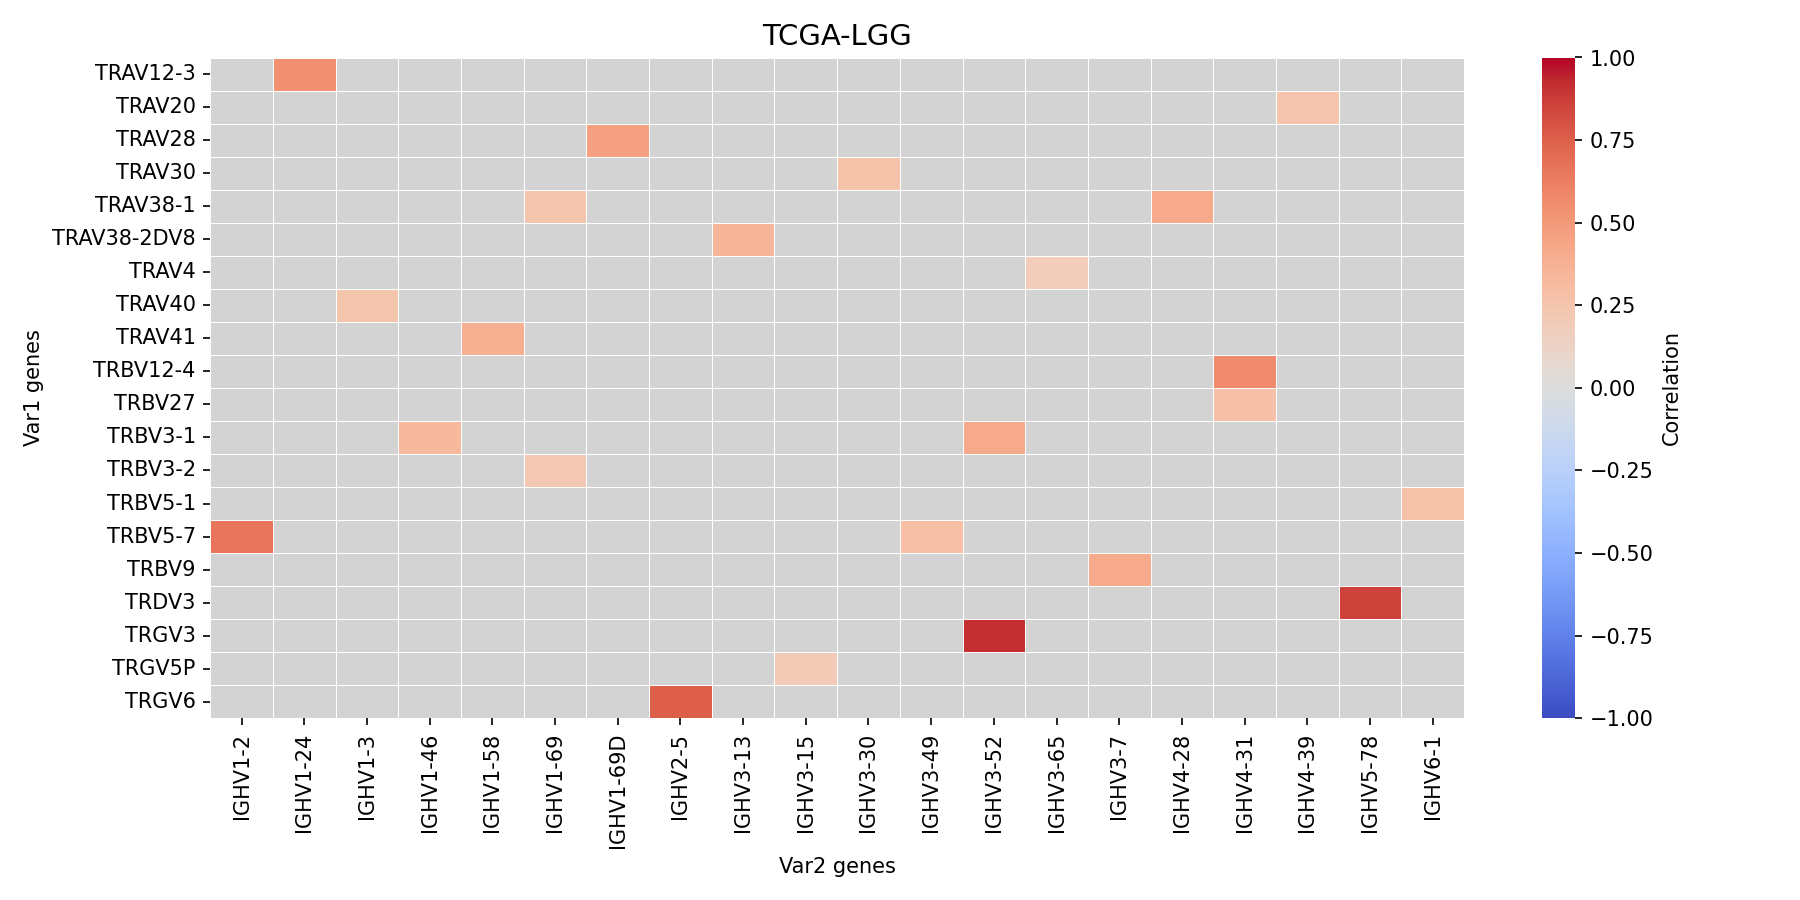 TCGA-LGG
TRAV12-3
TRAV20
TRAV28
TRAV30
TRAV38-1
TRAV38-2DV8
TRAV4
TRAV40
TRAV41
TRBV12-4
TRBV27
TRBV3-1
TRBV3-2
TRBV5-1
TRBV5-7
TRBV9
TRDV3
TRGV3
TRGV5P
TRGV6
Var1 genes
IGHV1-2
IGHV1-24
IGHV1-3
IGHV1-46
IGHV1-58
IGHV1-69
IGHV1-69D
IGHV2-5
IGHV3-13
IGHV3-15
IGHV3-30
IGHV3-49
IGHV3-52
IGHV3-65
IGHV3-7
IGHV4-28
IGHV4-31
IGHV4-39
IGHV5-78
IGHV6-1
Var2 genes
1.00
0.75
0.50
0.25
0.00
−0.25
−0.50
−0.75
−1.00
Correlation